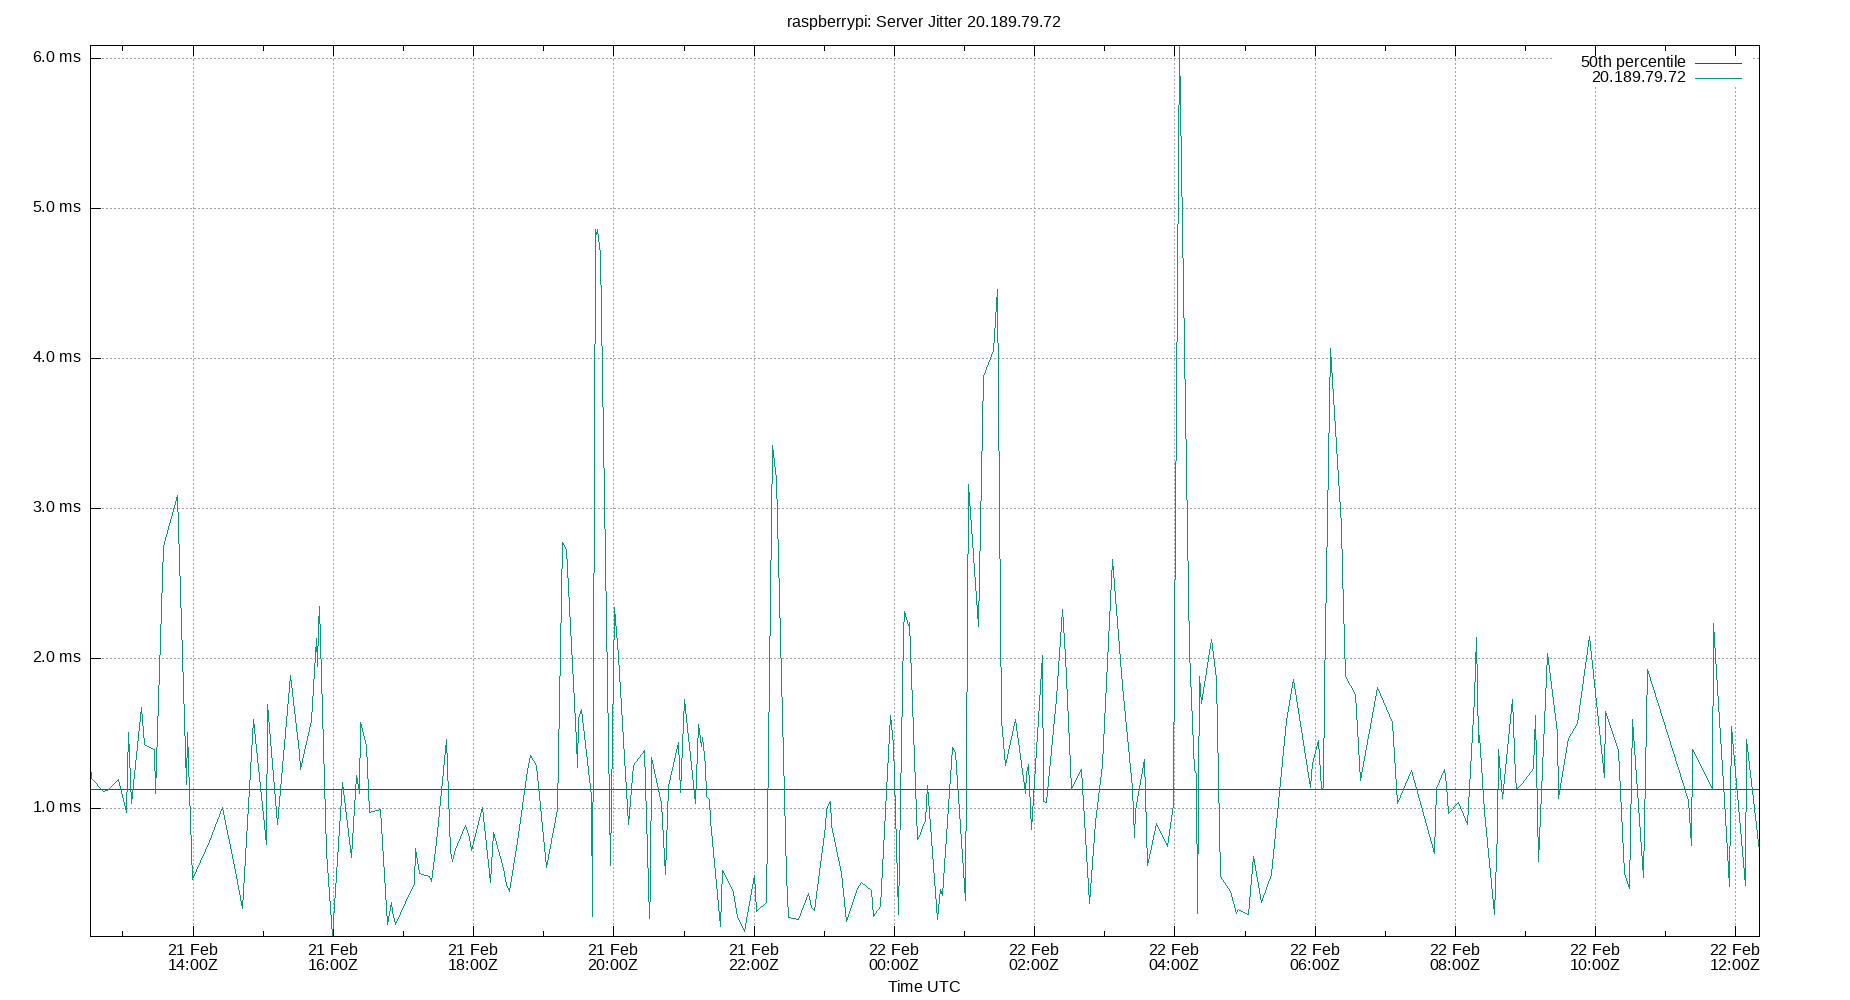 raspberrypi: Server Jitter 20.189.79.72
6.0 ms
5.0 ms
4.0 ms
3.0 ms
2.0 ms
1.0 ms
50th percentile
20.189.79.72
21 Feb 21 Feb 21 Feb 21 Feb 21 Feb 22 Feb 22 Feb 22 Feb 22 Feb 22 Feb 22 Feb 22 Feb
14:00Z 16:00Z 18:00Z 20:00Z 22:00Z 00:00Z 02:00Z 04:00Z 06:00Z 08:00Z 10:00Z 12:00Z
Time UTC